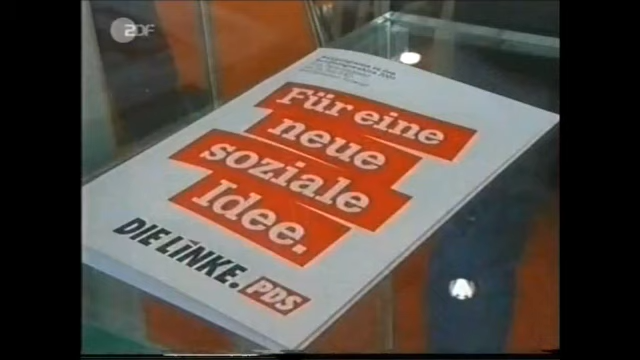 ZDF
Für eine
neue
soziale
Idee.
DIE LINKE. PDS